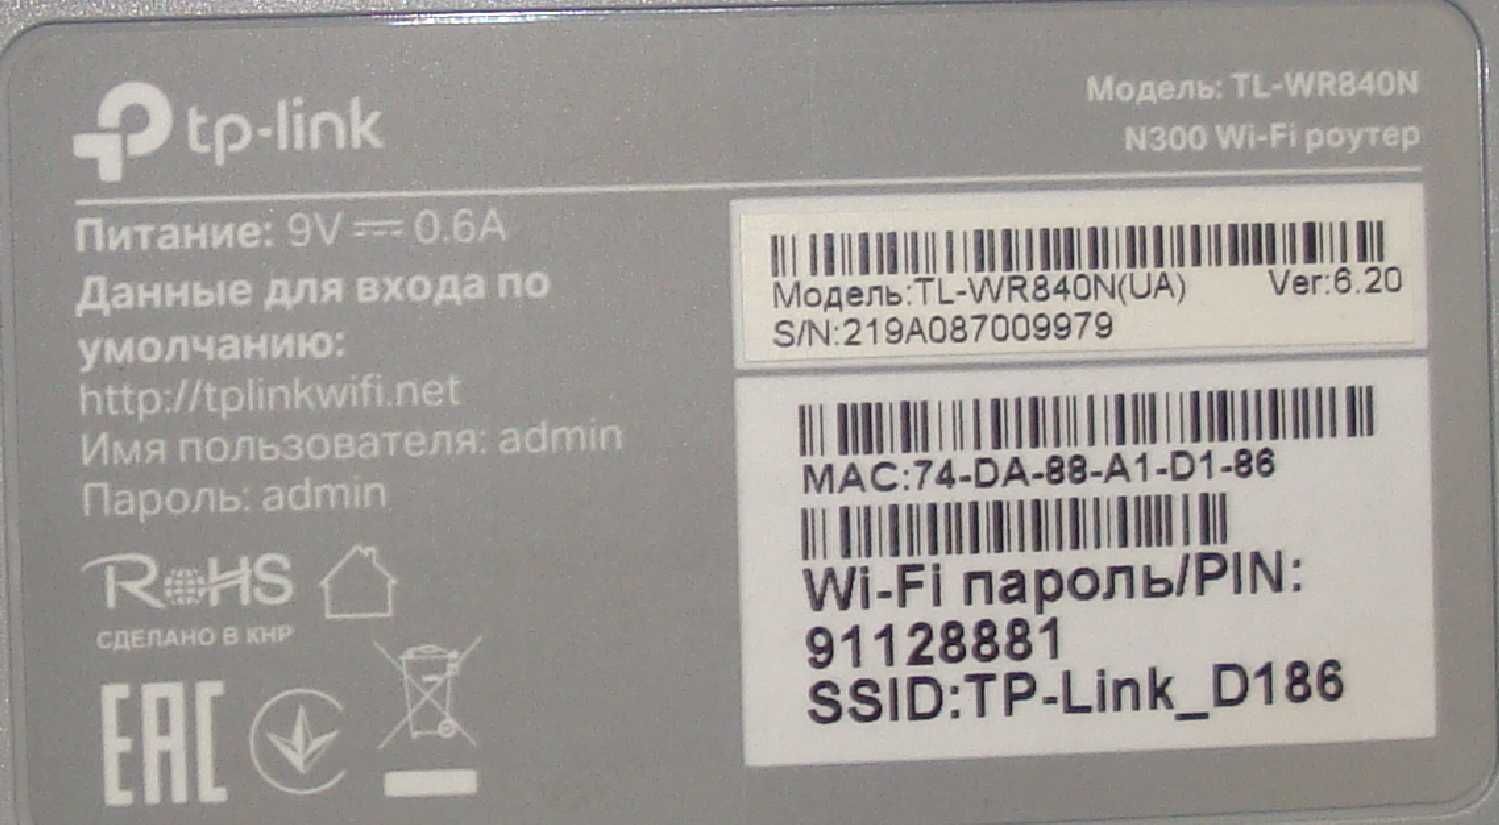 tp-link
Модель: TL-WR840N
N300 Wi-Fi роутер
Питание: 9V ⎓ 0.6A
Данные для входа по
умолчанию:
http://tplinkwifi.net
Имя пользователя: admin
Пароль: admin
RoHS
СДЕЛАНО В КНР
EAC
Модель:TL-WR840N(UA) Ver:6.20
S/N:219A087009979
MAC:74-DA-88-A1-D1-86
Wi-Fi пароль/PIN:
91128881
SSID:TP-Link_D186